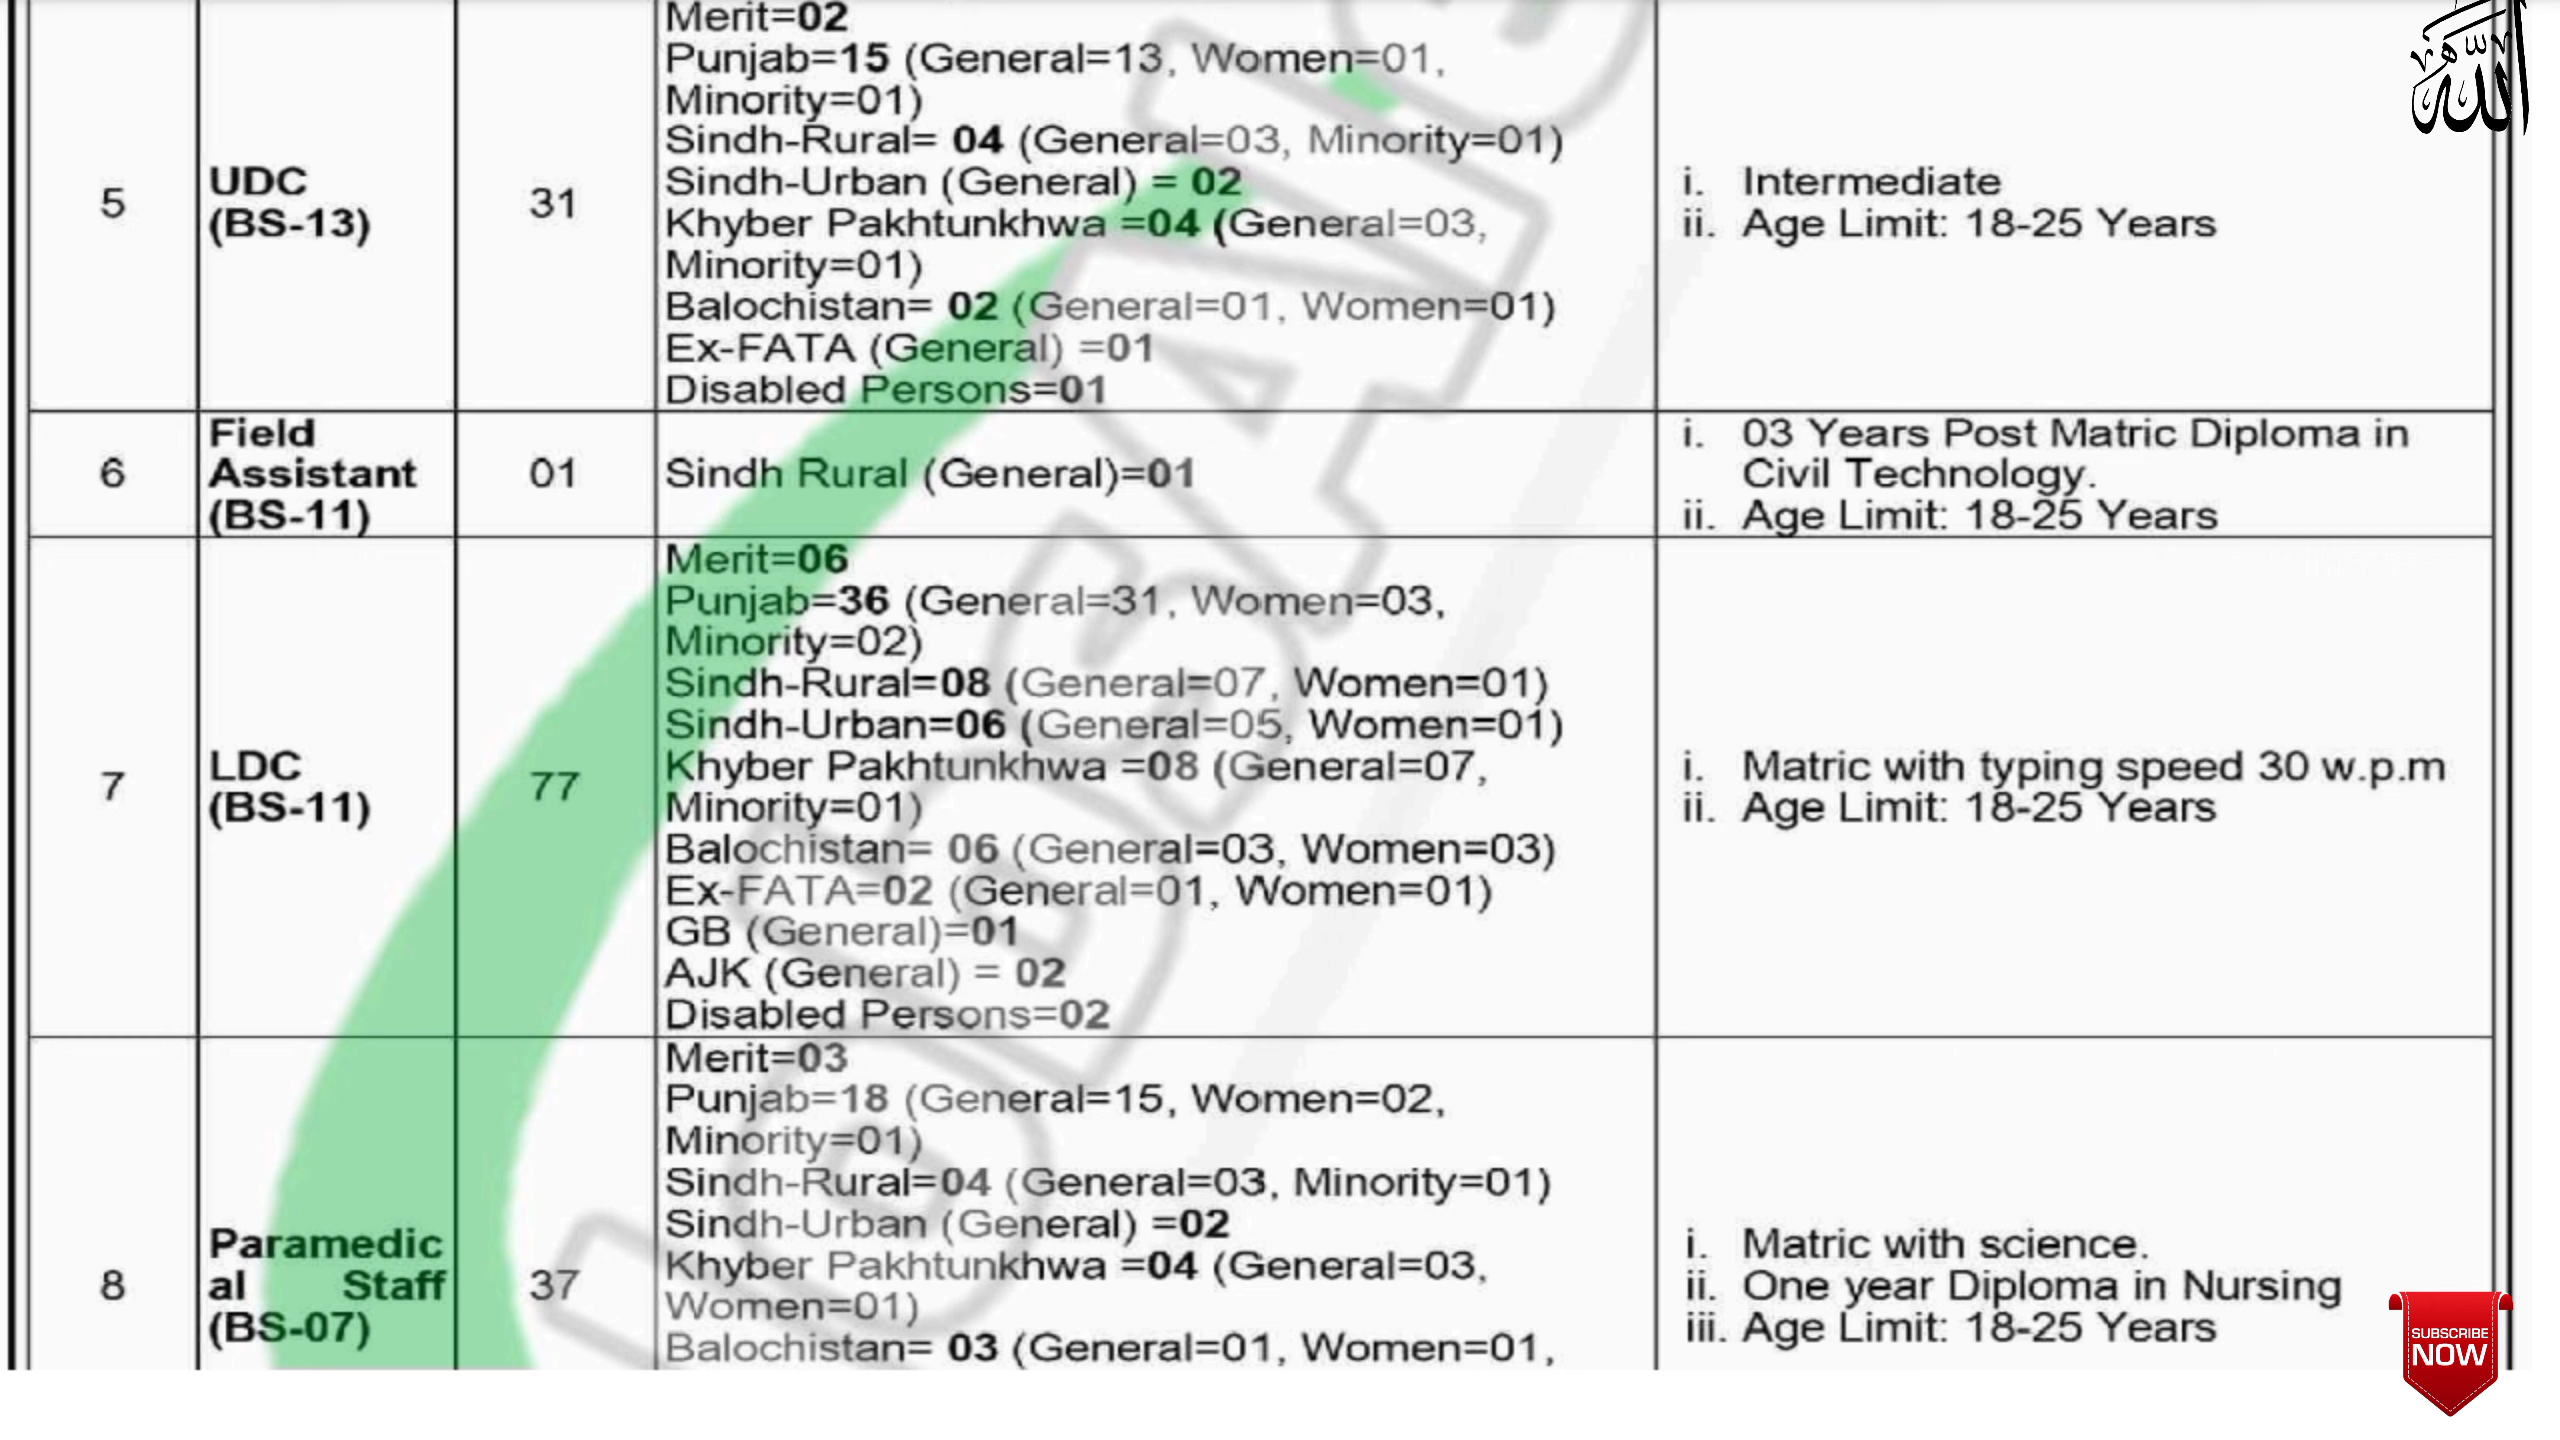 Merit=02
Punjab=15 (General=13, Women=01,
Minority=01)
Sindh-Rural= 04 (General=03, Minority=01)
Sindh-Urban (General) = 02
Khyber Pakhtunkhwa =04 (General=03,
Minority=01)
Balochistan= 02 (General=01, Women=01)
Ex-FATA (General) =01
Disabled Persons=01
5
UDC
(BS-13)
31
i. Intermediate
ii. Age Limit: 18-25 Years
6
Field
Assistant
(BS-11)
01
Sindh Rural (General)=01
i. 03 Years Post Matric Diploma in
Civil Technology.
ii. Age Limit: 18-25 Years
7
LDC
(BS-11)
77
Merit=06
Punjab=36 (General=31, Women=03,
Minority=02)
Sindh-Rural=08 (General=07, Women=01)
Sindh-Urban=06 (General=05, Women=01)
Khyber Pakhtunkhwa =08 (General=07,
Minority=01)
Balochistan= 06 (General=03, Women=03)
Ex-FATA=02 (General=01, Women=01)
GB (General)=01
AJK (General) = 02
Disabled Persons=02
i. Matric with typing speed 30 w.p.m
ii. Age Limit: 18-25 Years
8
Paramedic
al Staff
(BS-07)
37
Merit=03
Punjab=18 (General=15, Women=02,
Minority=01)
Sindh-Rural=04 (General=03, Minority=01)
Sindh-Urban (General) =02
Khyber Pakhtunkhwa =04 (General=03,
Women=01)
Balochistan= 03 (General=01, Women=01,
i. Matric with science.
ii. One year Diploma in Nursing
iii. Age Limit: 18-25 Years
الله
SUBSCRIBE
NOW